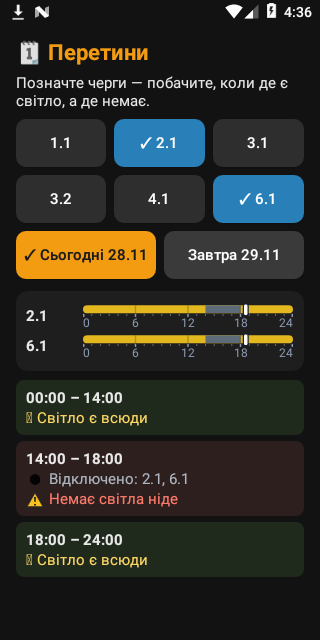 4:36
Перетини
Позначте черги — побачите, коли де є
світло, а де немає.
1.1
✓ 2.1
3.1
3.2
4.1
✓ 6.1
✓ Сьогодні 28.11
Завтра 29.11
2.1
0 6 12 18 24
6.1
0 6 12 18 24
00:00 – 14:00
Світло є всюди
14:00 – 18:00
Відключено: 2.1, 6.1
Немає світла ніде
18:00 – 24:00
Світло є всюди